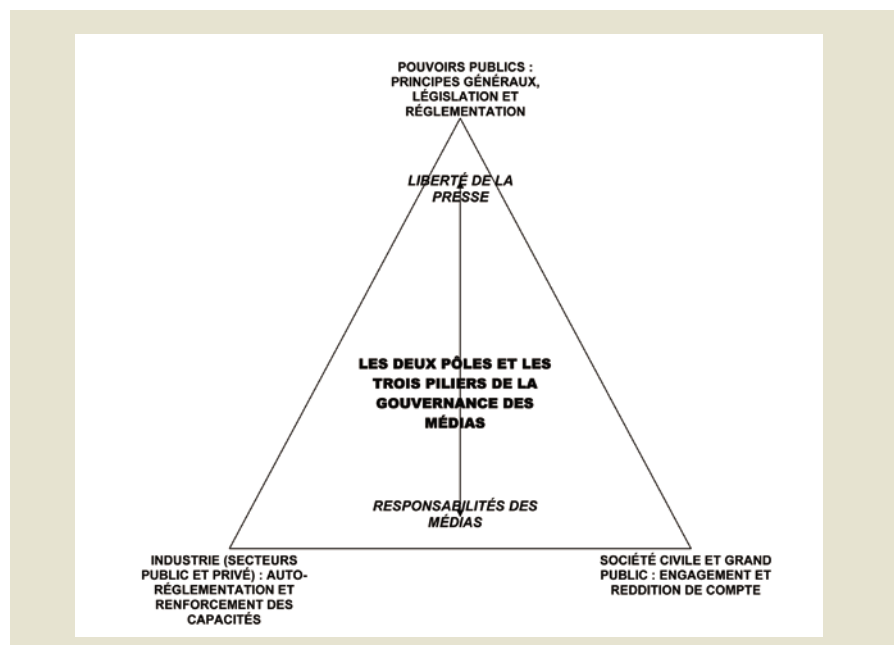 POUVOIRS PUBLICS :
PRINCIPES GÉNÉRAUX,
LÉGISLATION ET
RÉGLEMENTATION
LIBERTÉ DE LA
PRESSE
LES DEUX PÔLES ET LES
TROIS PILIERS DE LA
GOUVERNANCE DES
MÉDIAS
RESPONSABILITÉS DES
MÉDIAS
INDUSTRIE (SECTEURS
PUBLIC ET PRIVÉ) : AUTO-
RÉGLEMENTATION ET
RENFORCEMENT DES
CAPACITÉS
SOCIÉTÉ CIVILE ET GRAND
PUBLIC : ENGAGEMENT ET
REDDITION DE COMPTE